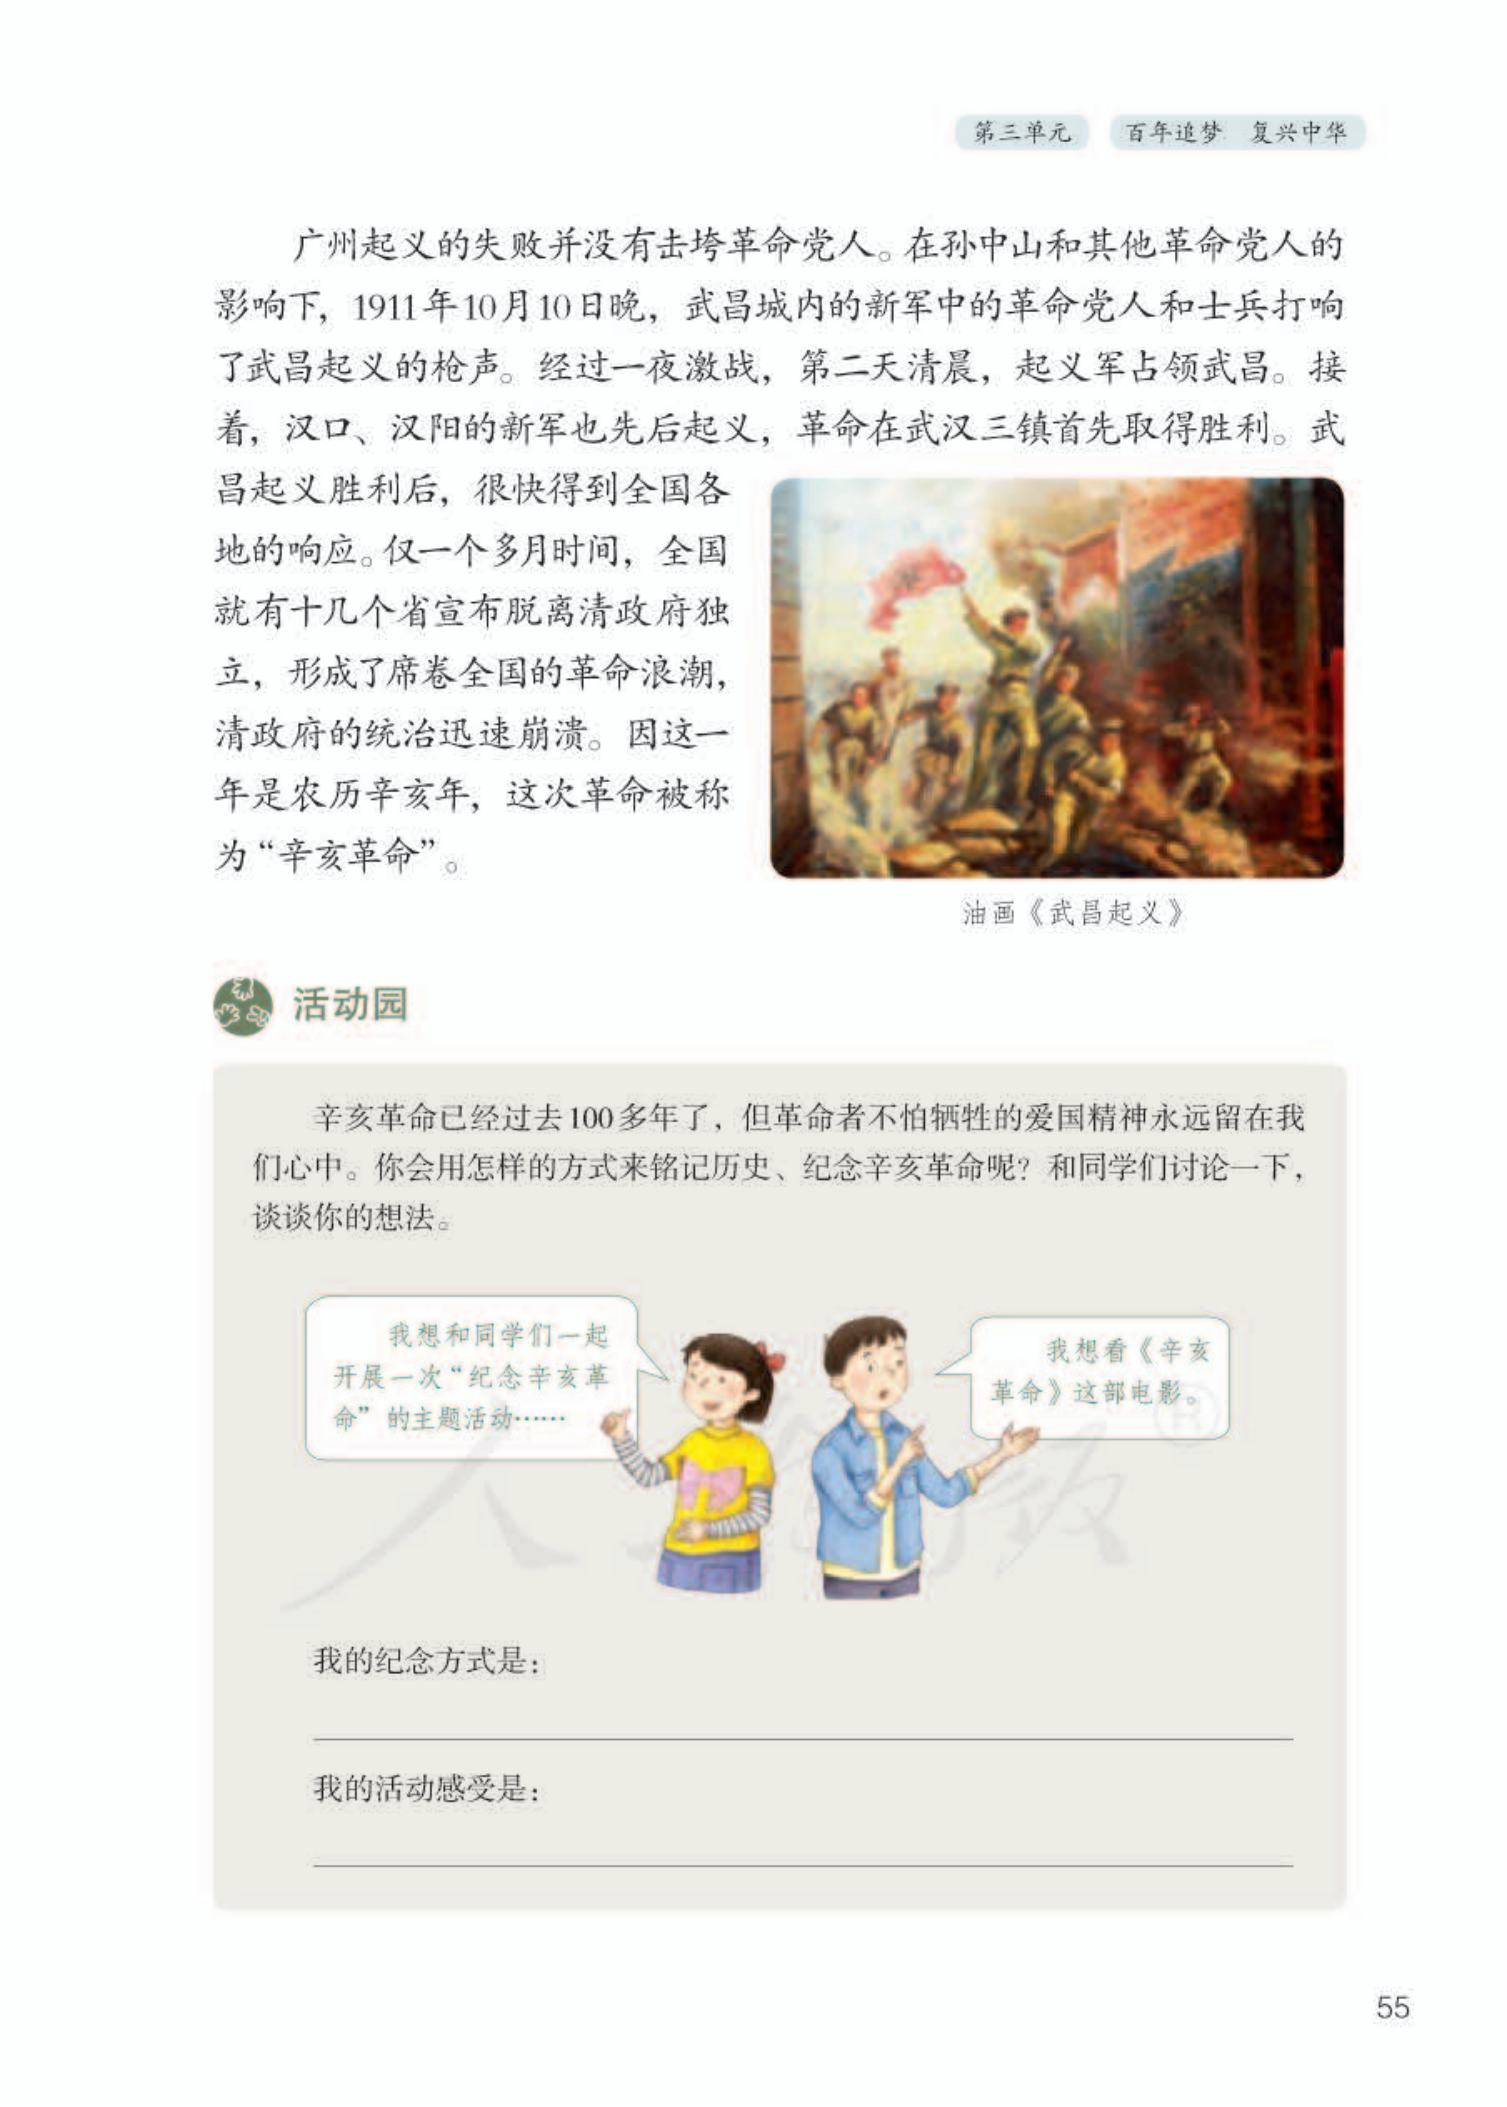 第三单元 百年追梦 复兴中华
广州起义的失败并没有击垮革命党人。在孙中山和其他革命党人的
影响下，1911年10月10日晚，武昌城内的新军中的革命党人和士兵打响
了武昌起义的枪声。经过一夜激战，第二天清晨，起义军占领武昌。接
着，汉口、汉阳的新军也先后起义，革命在武汉三镇首先取得胜利。武
昌起义胜利后，很快得到全国各
地的响应。仅一个多月时间，全国
就有十几个省宣布脱离清政府独
立，形成了席卷全国的革命浪潮，
清政府的统治迅速崩溃。因这一
年是农历辛亥年，这次革命被称
为“辛亥革命”。
油画《武昌起义》
活动园
辛亥革命已经过去100多年了，但革命者不怕牺牲的爱国精神永远留在我
们心中。你会用怎样的方式来铭记历史、纪念辛亥革命呢？和同学们讨论一下，
谈谈你的想法。
我想和同学们一起
开展一次“纪念辛亥革
命”的主题活动……
我想看《辛亥
革命》这部电影。
我的纪念方式是：
我的活动感受是：
55